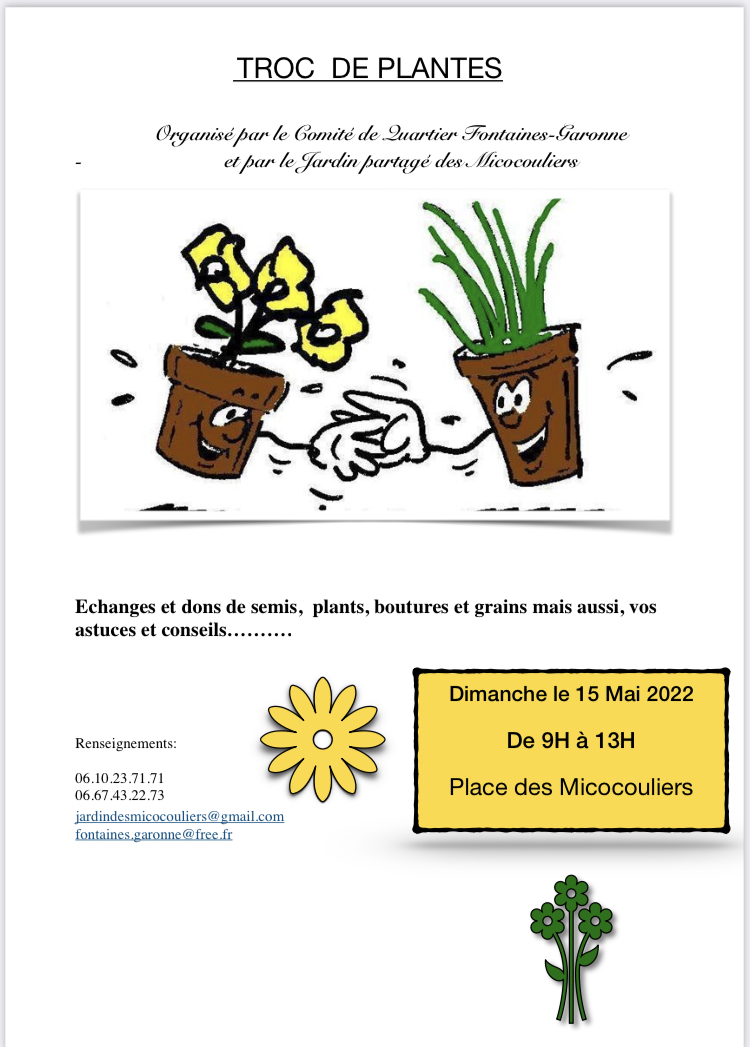 TROC DE PLANTES
Organisé par le Comité de Quartier Fontaines-Garonne
- et par le Jardin partagé des Micocouliers
Echanges et dons de semis, plants, boutures et grains mais aussi, vos
astuces et conseils..........
Dimanche le 15 Mai 2022
De 9H à 13H
Place des Micocouliers
Renseignements:
06.10.23.71.71
06.67.43.22.73
jardindesmicocouliers@gmail.com
fontaines.garonne@free.fr